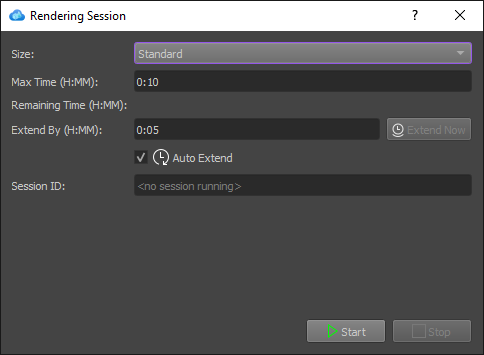 Rendering Session
Size: Standard
Max Time (H:MM): 0:10
Remaining Time (H:MM):
Extend By (H:MM): 0:05 Extend Now
Auto Extend
Session ID: <no session running>
Start Stop